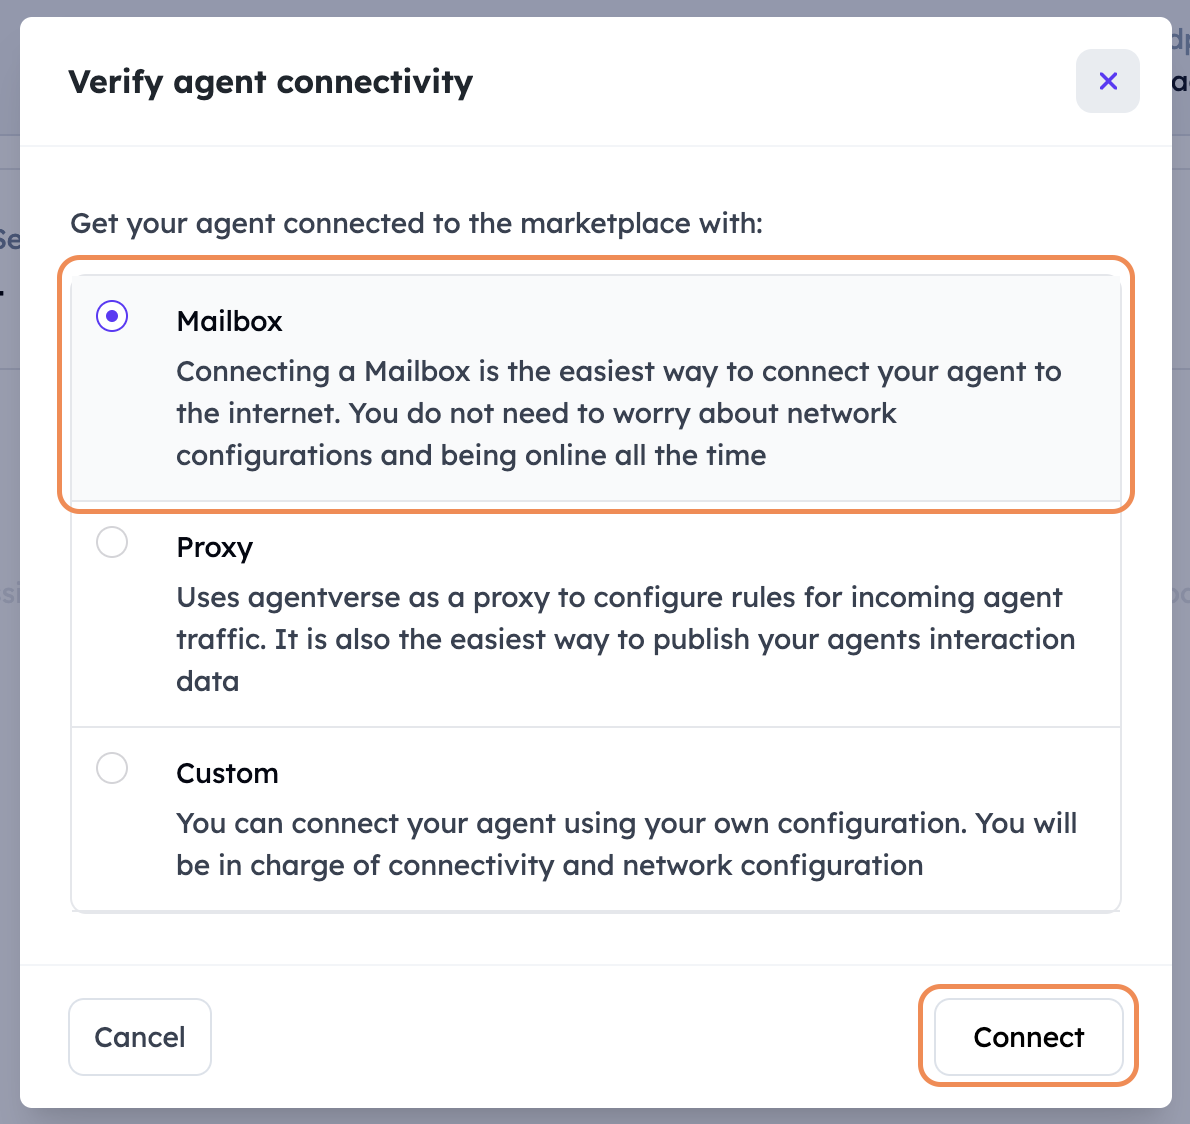 Verify agent connectivity
Get your agent connected to the marketplace with:
Mailbox
Connecting a Mailbox is the easiest way to connect your agent to
the internet. You do not need to worry about network
configurations and being online all the time
Proxy
Uses agentverse as a proxy to configure rules for incoming agent
traffic. It is also the easiest way to publish your agents interaction
data
Custom
You can connect your agent using your own configuration. You will
be in charge of connectivity and network configuration
Cancel
Connect